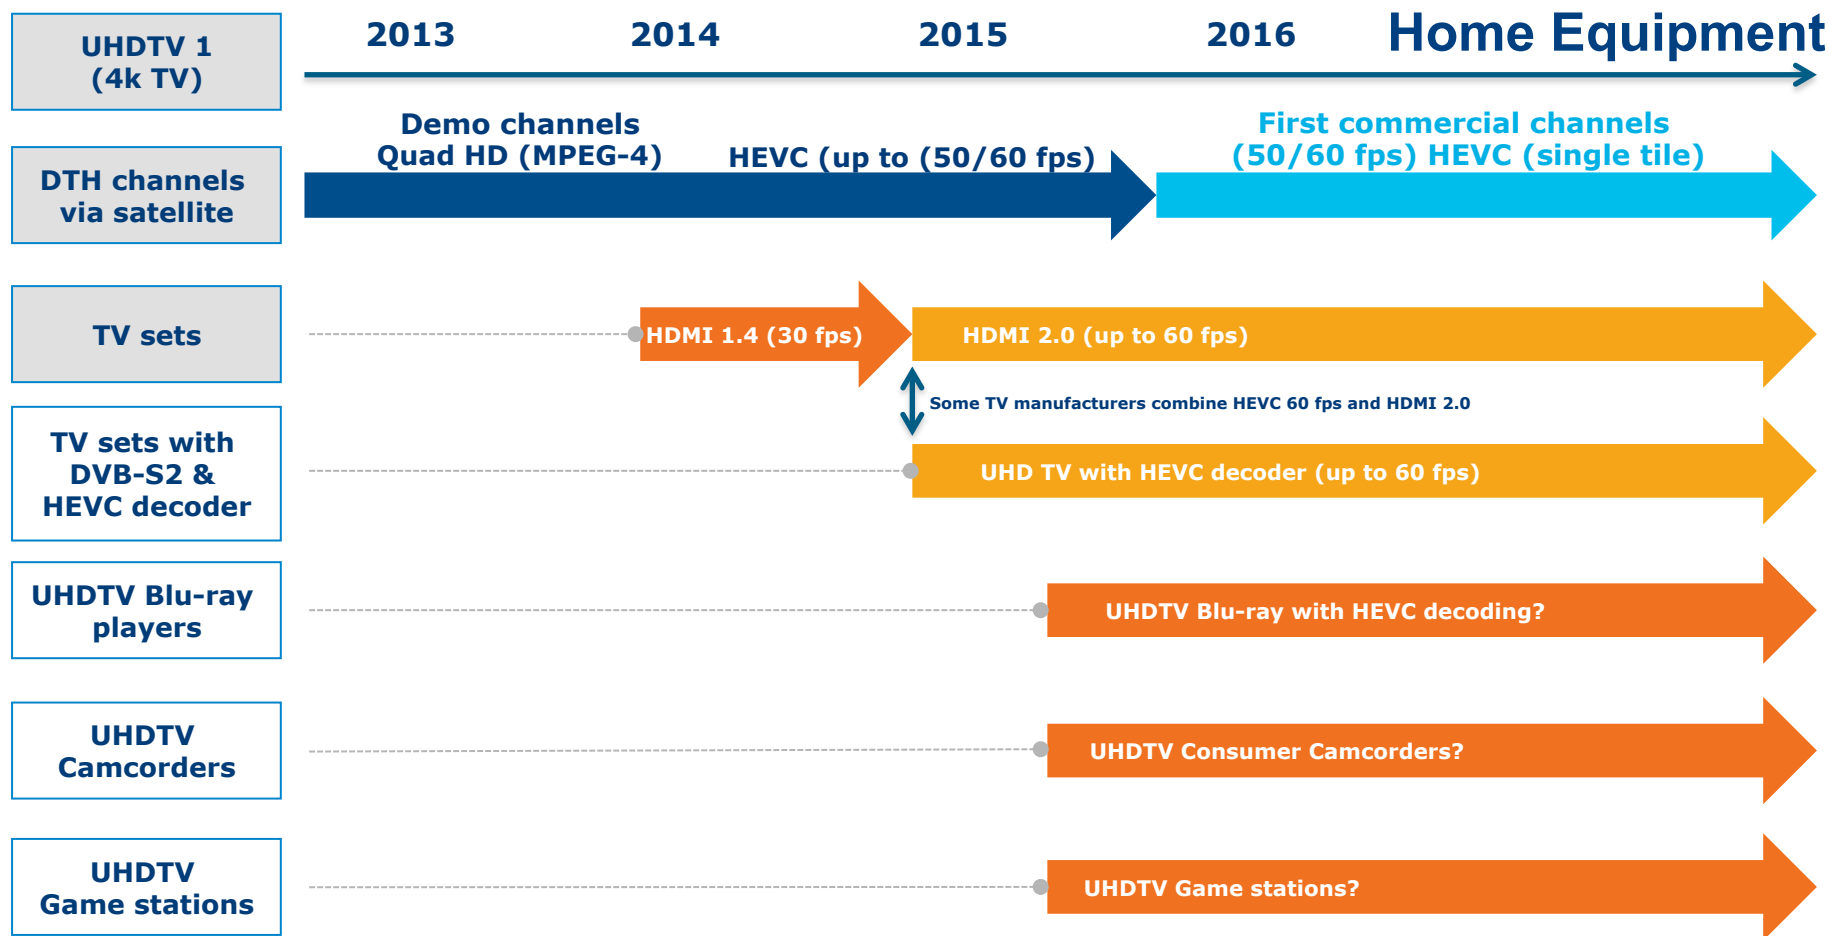 UHDTV 1
(4k TV)
2013
2014
2015
2016
Home Equipment
DTH channels
via satellite
Demo channels
Quad HD (MPEG-4)
HEVC (up to (50/60 fps)
First commercial channels
(50/60 fps) HEVC (single tile)
TV sets
HDMI 1.4 (30 fps)
HDMI 2.0 (up to 60 fps)
Some TV manufacturers combine HEVC 60 fps and HDMI 2.0
TV sets with
DVB-S2 &
HEVC decoder
UHD TV with HEVC decoder (up to 60 fps)
UHDTV Blu-ray
players
UHDTV Blu-ray with HEVC decoding?
UHDTV
Camcorders
UHDTV Consumer Camcorders?
UHDTV
Game stations
UHDTV Game stations?